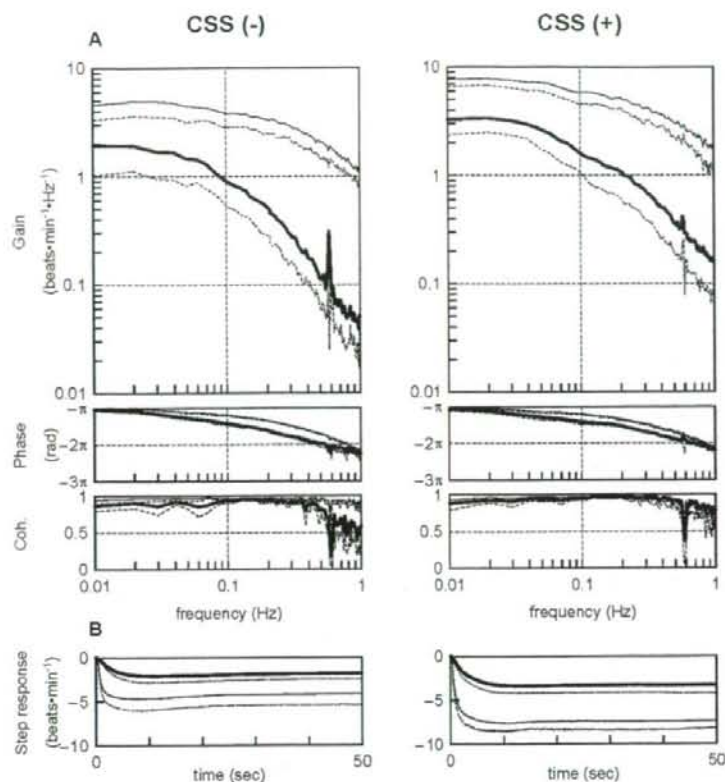 CSS (-)
CSS (+)
A
Gain
(beats•min⁻¹•Hz⁻¹)
10
1
0.1
0.01
10
1
0.1
0.01
Phase
(rad)
-π
-2π
-3π
-π
-2π
-3π
Coh.
1
0.5
0
1
0.5
0
0.01
0.1
1
0.01
0.1
1
frequency (Hz)
frequency (Hz)
B
Step response
(beats•min⁻¹)
0
-5
-10
0
-5
-10
0
50
0
50
time (sec)
time (sec)